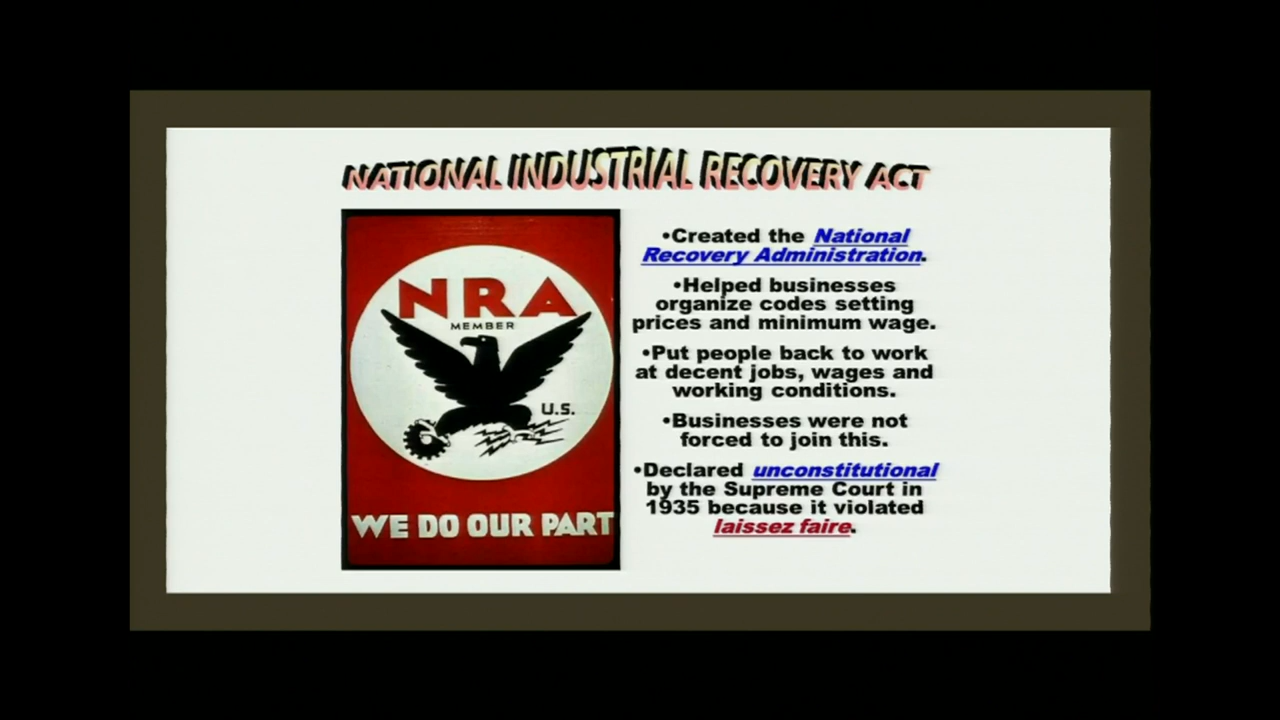 NATIONAL INDUSTRIAL RECOVERY ACT
NRA
MEMBER
U.S.
WE DO OUR PART
•Created the National
Recovery Administration.
•Helped businesses
organize codes setting
prices and minimum wage.
•Put people back to work
at decent jobs, wages and
working conditions.
•Businesses were not
forced to join this.
•Declared unconstitutional
by the Supreme Court in
1935 because it violated
laissez faire.